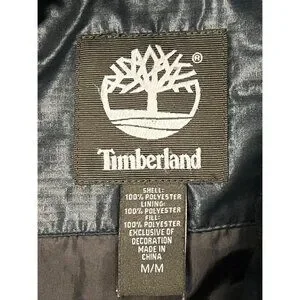 ®
Timberland
SHELL:
100% POLYESTER
LINING:
100% POLYESTER
FILL:
100% POLYESTER
EXCLUSIVE OF
DECORATION
MADE IN
CHINA
M/M